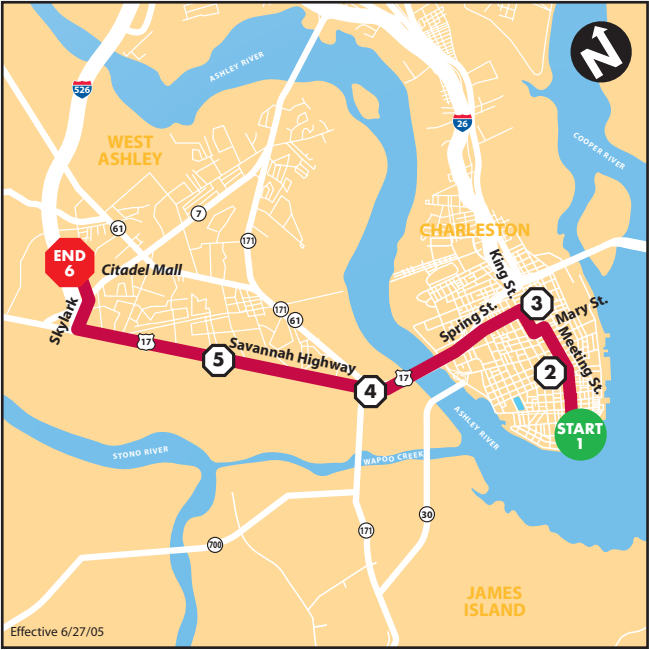 N
ASHLEY RIVER
526
26
WEST
ASHLEY
COOPER RIVER
7
61
171
CHARLESTON
END
6
Citadel Mall
King St.
Skylark
171
61
3
Mary St.
Spring St.
17
Savannah Highway
5
Meeting St.
2
17
4
START
1
ASHLEY RIVER
STONO RIVER
WAPOO CREEK
30
171
700
JAMES
ISLAND
Effective 6/27/05